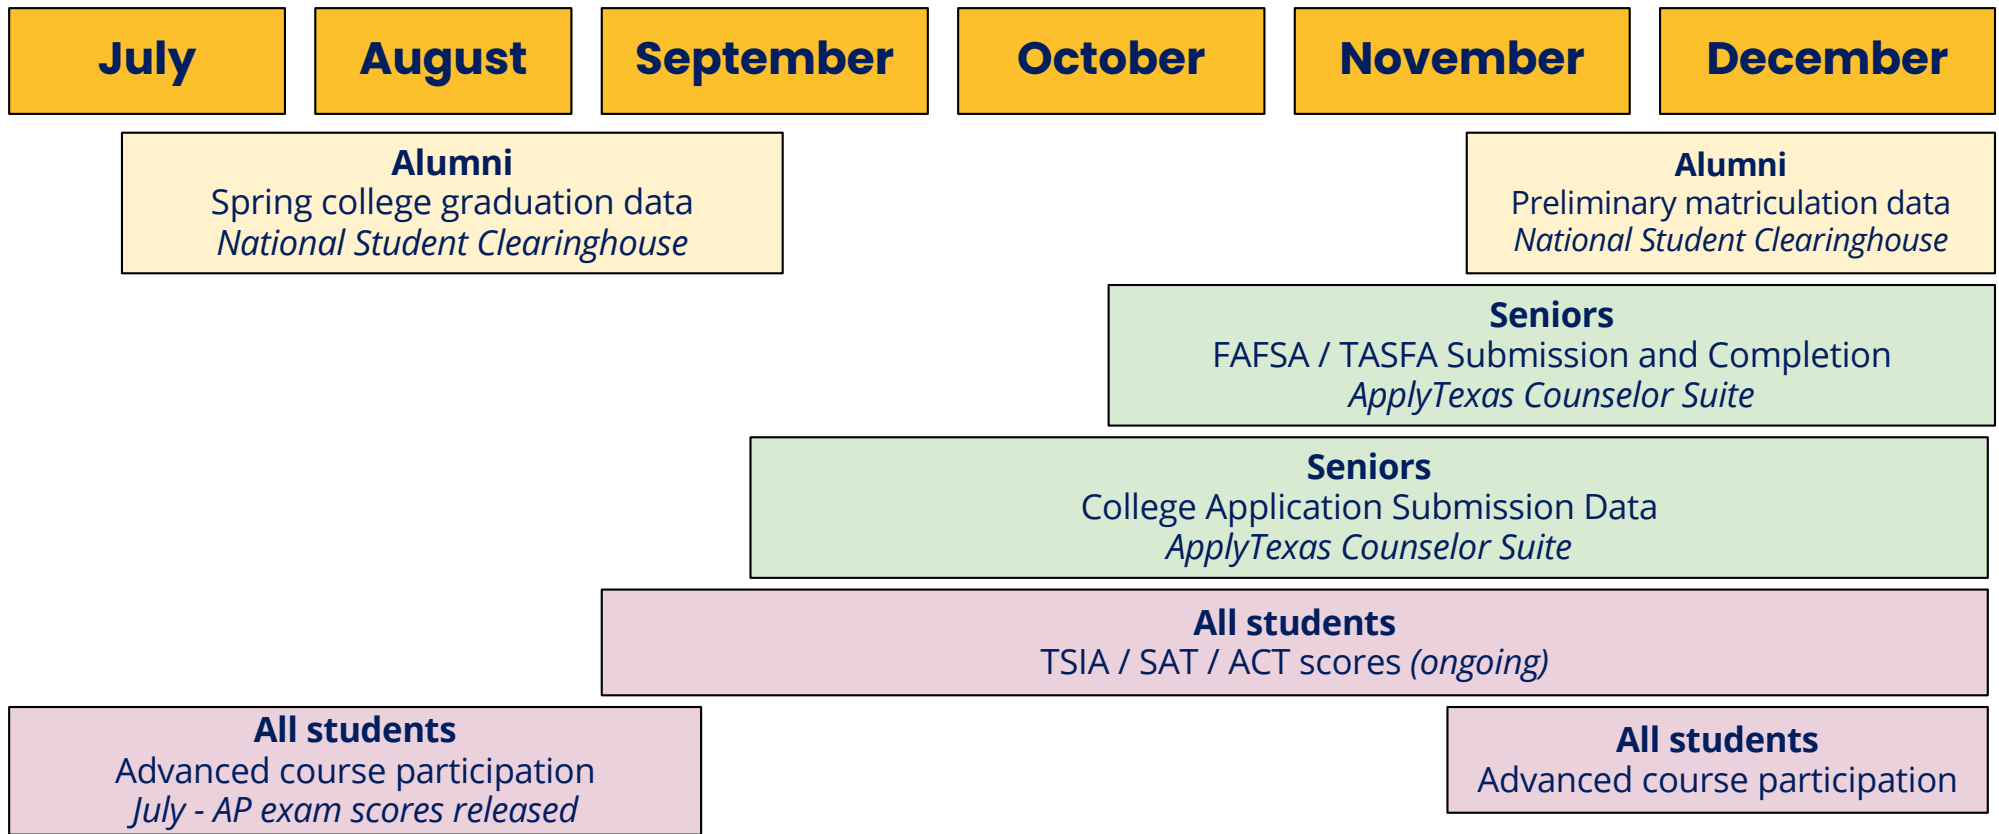 July
August
September
October
November
December
Alumni
Spring college graduation data
National Student Clearinghouse
Alumni
Preliminary matriculation data
National Student Clearinghouse
Seniors
FAFSA / TASFA Submission and Completion
ApplyTexas Counselor Suite
Seniors
College Application Submission Data
ApplyTexas Counselor Suite
All students
TSIA / SAT / ACT scores (ongoing)
All students
Advanced course participation
July - AP exam scores released
All students
Advanced course participation